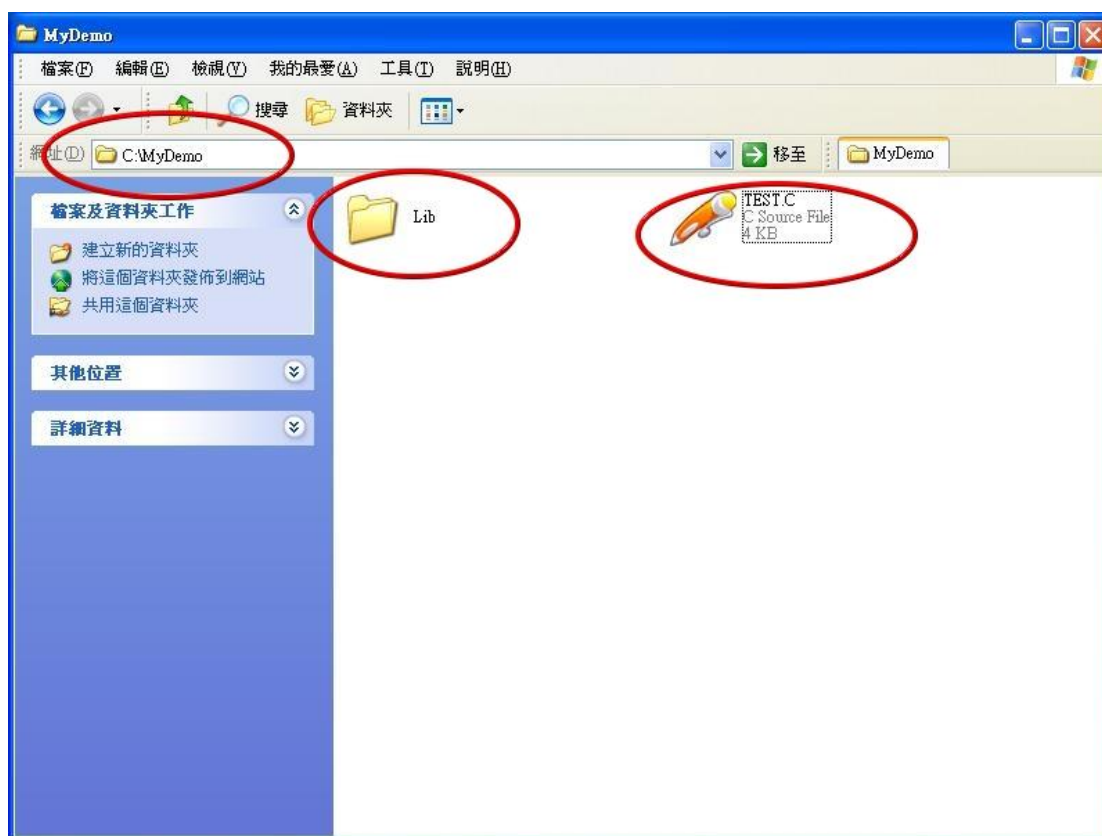 MyDemo
檔案(F) 編輯(E) 檢視(V) 我的最愛(A) 工具(T) 說明(H)
搜尋 資料夾
網址(D) C:\MyDemo 移至 MyDemo
檔案及資料夾工作
建立新的資料夾
將這個資料夾發佈到網站
共用這個資料夾
其他位置
詳細資料
Lib
TEST.C
C Source File
4 KB